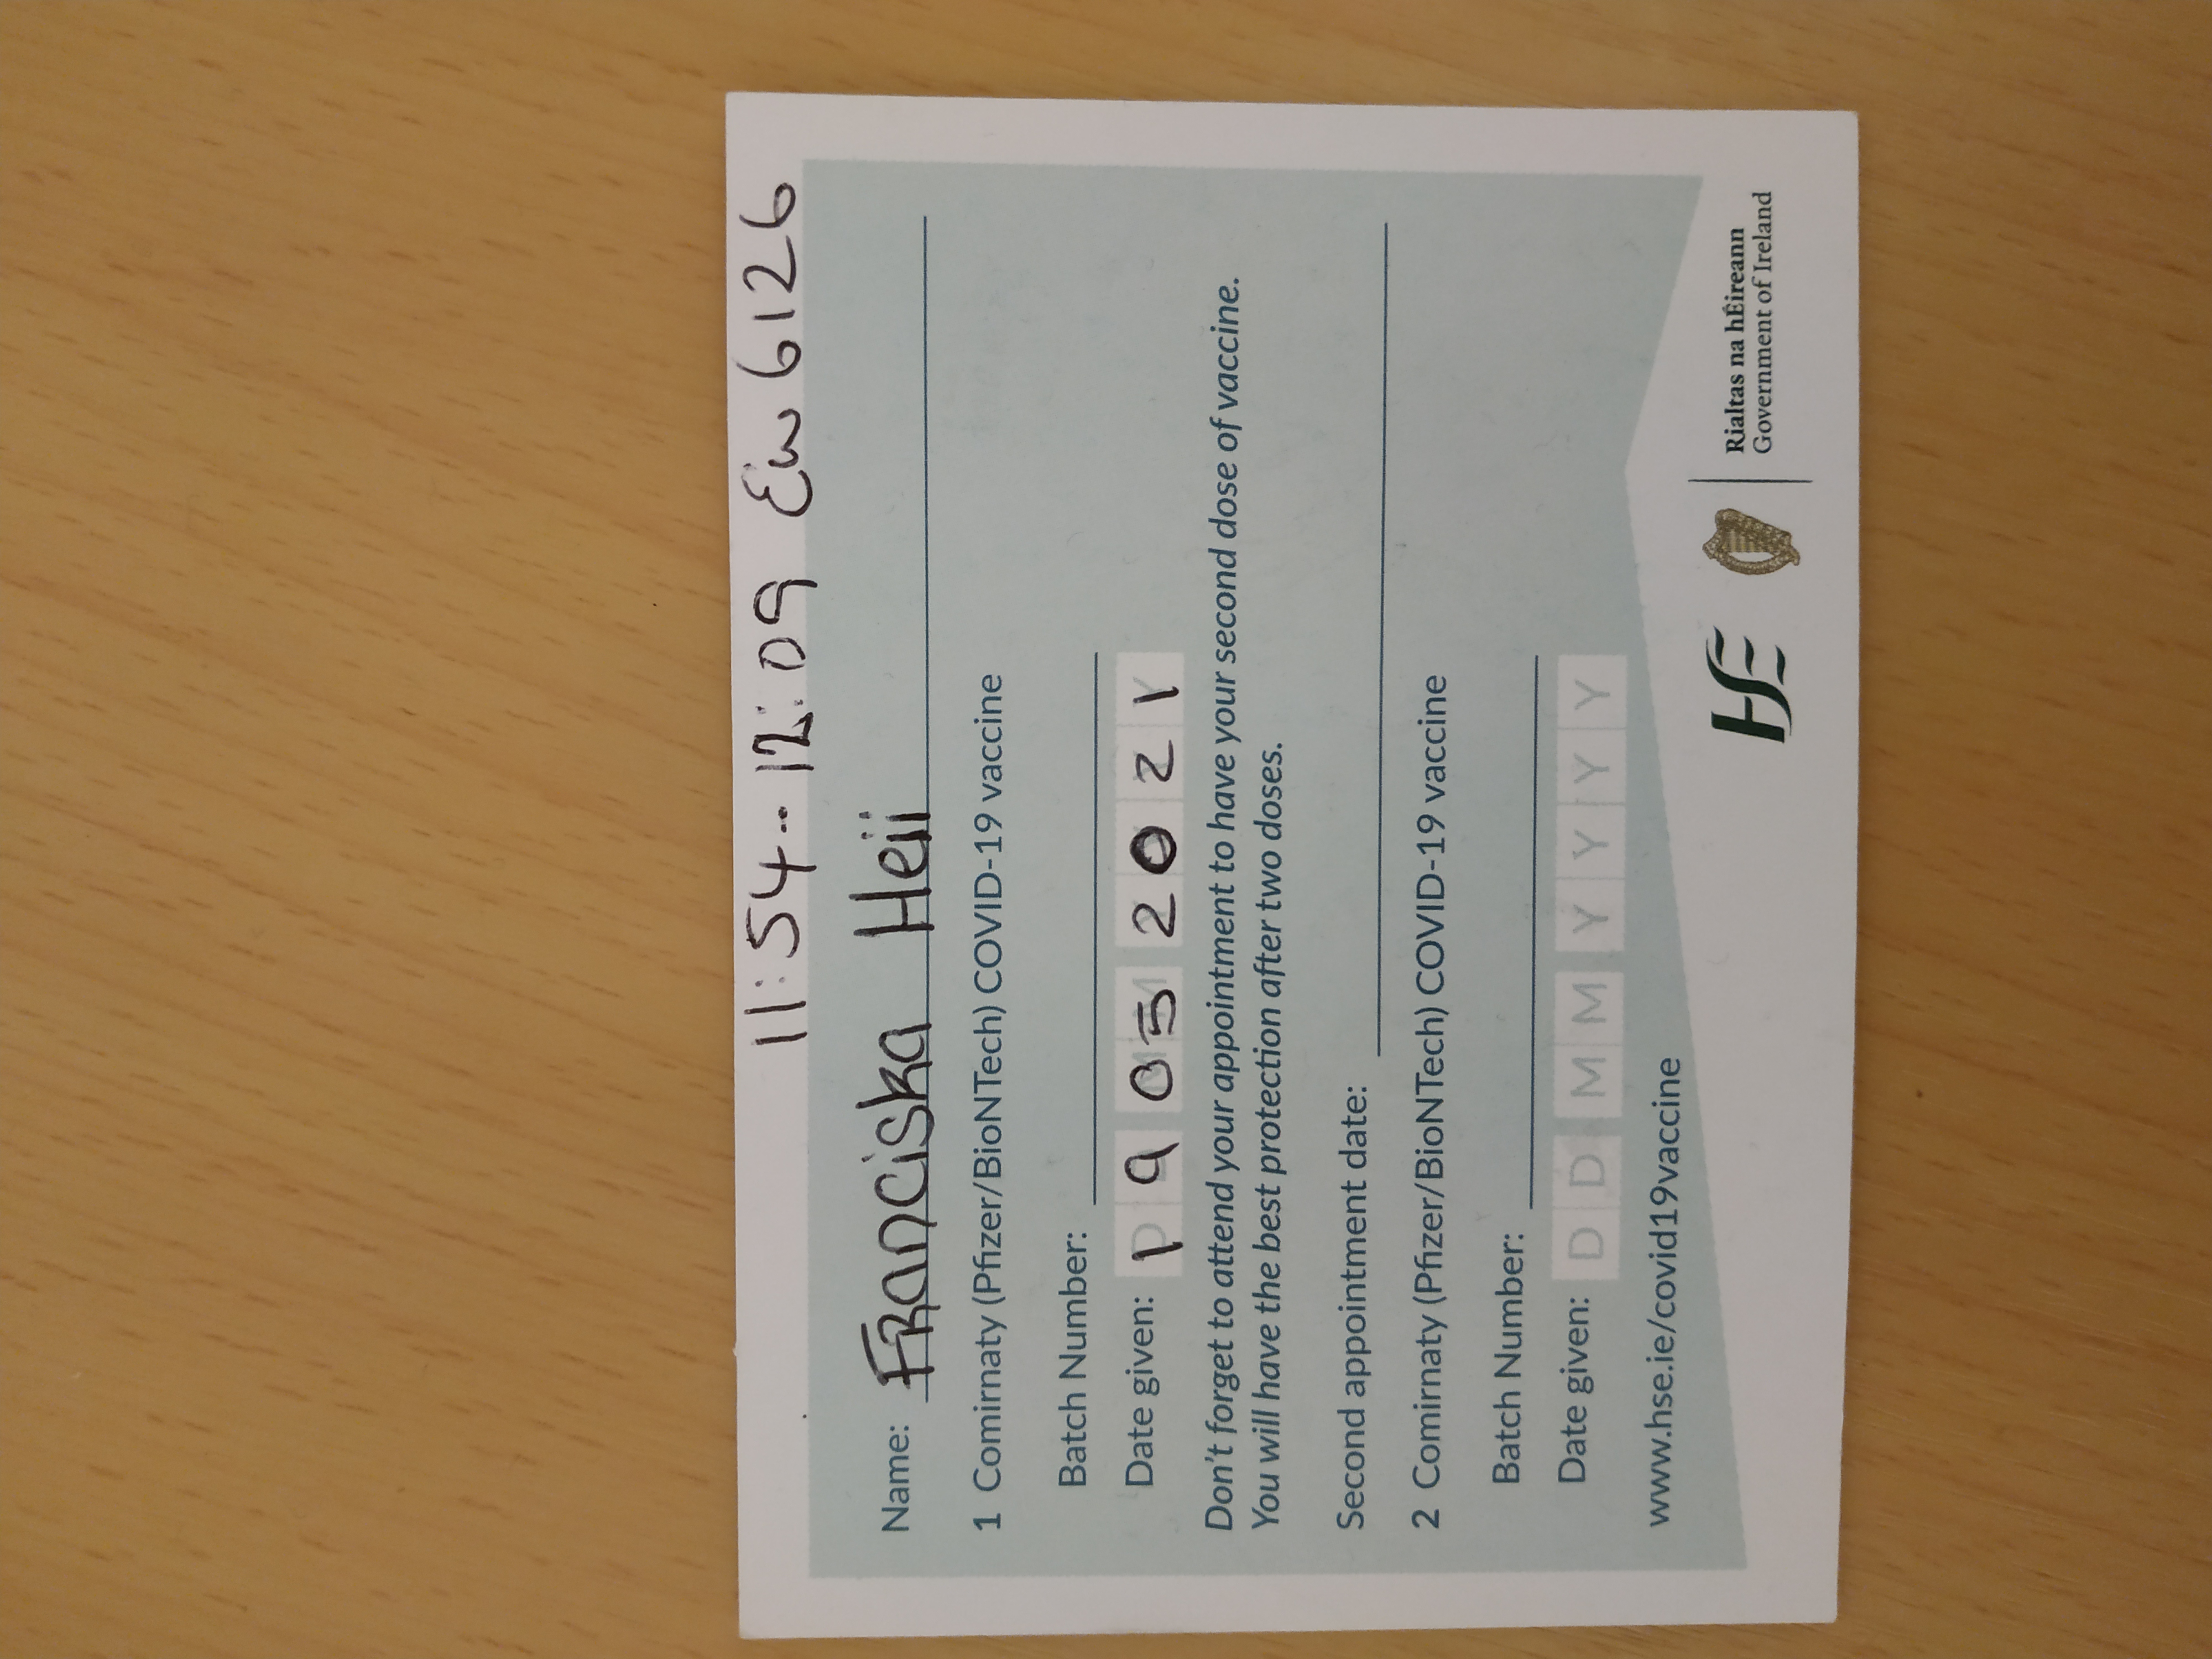 11:54-- 12:09 Ew 6126
Name: Franciska Heii
1 Comirnaty (Pfizer/BioNTech) COVID-19 vaccine
Batch Number:
Date given: 1 9 0 5 2 0 2 1
Don't forget to attend your appointment to have your second dose of vaccine.
You will have the best protection after two doses.
Second appointment date:
2 Comirnaty (Pfizer/BioNTech) COVID-19 vaccine
Batch Number:
Date given: D D M M Y Y Y Y
www.hse.ie/covid19vaccine
HSE
Rialtas na hÉireann
Government of Ireland